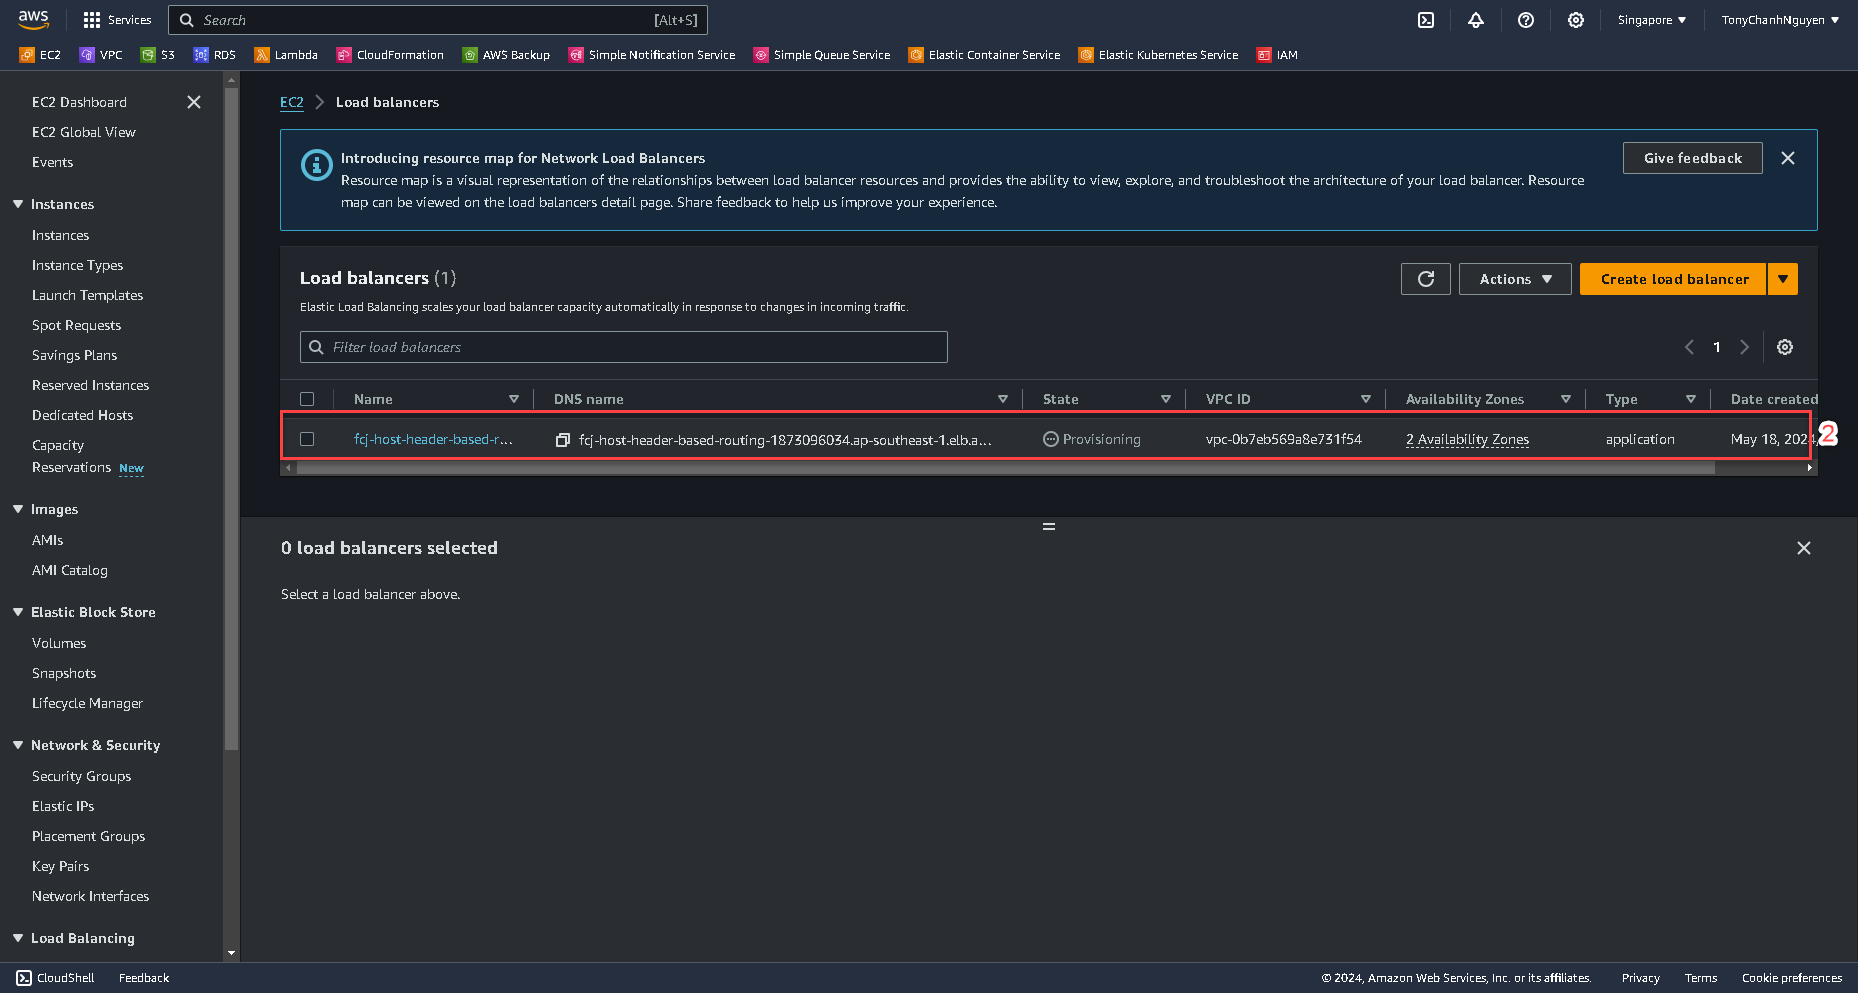 aws
Services
Search
[Alt+S]
Singapore
TonyChanhNguyen
EC2
VPC
S3
RDS
Lambda
CloudFormation
AWS Backup
Simple Notification Service
Simple Queue Service
Elastic Container Service
Elastic Kubernetes Service
IAM
EC2 Dashboard
EC2 Global View
Events
Instances
Instances
Instance Types
Launch Templates
Spot Requests
Savings Plans
Reserved Instances
Dedicated Hosts
Capacity
Reservations New
Images
AMIs
AMI Catalog
Elastic Block Store
Volumes
Snapshots
Lifecycle Manager
Network & Security
Security Groups
Elastic IPs
Placement Groups
Key Pairs
Network Interfaces
Load Balancing
EC2
Load balancers
Introducing resource map for Network Load Balancers
Resource map is a visual representation of the relationships between load balancer resources and provides the ability to view, explore, and troubleshoot the architecture of your load balancer. Resource
map can be viewed on the load balancers detail page. Share feedback to help us improve your experience.
Give feedback
Load balancers (1)
Elastic Load Balancing scales your load balancer capacity automatically in response to changes in incoming traffic.
Actions
Create load balancer
Filter load balancers
1
Name
DNS name
State
VPC ID
Availability Zones
Type
Date created
fcj-host-header-based-r...
fcj-host-header-based-routing-1873096034.ap-southeast-1.elb.a...
Provisioning
vpc-0b7eb569a8e731f54
2 Availability Zones
application
May 18, 2024,
2
0 load balancers selected
Select a load balancer above.
CloudShell
Feedback
© 2024, Amazon Web Services, Inc. or its affiliates.
Privacy
Terms
Cookie preferences